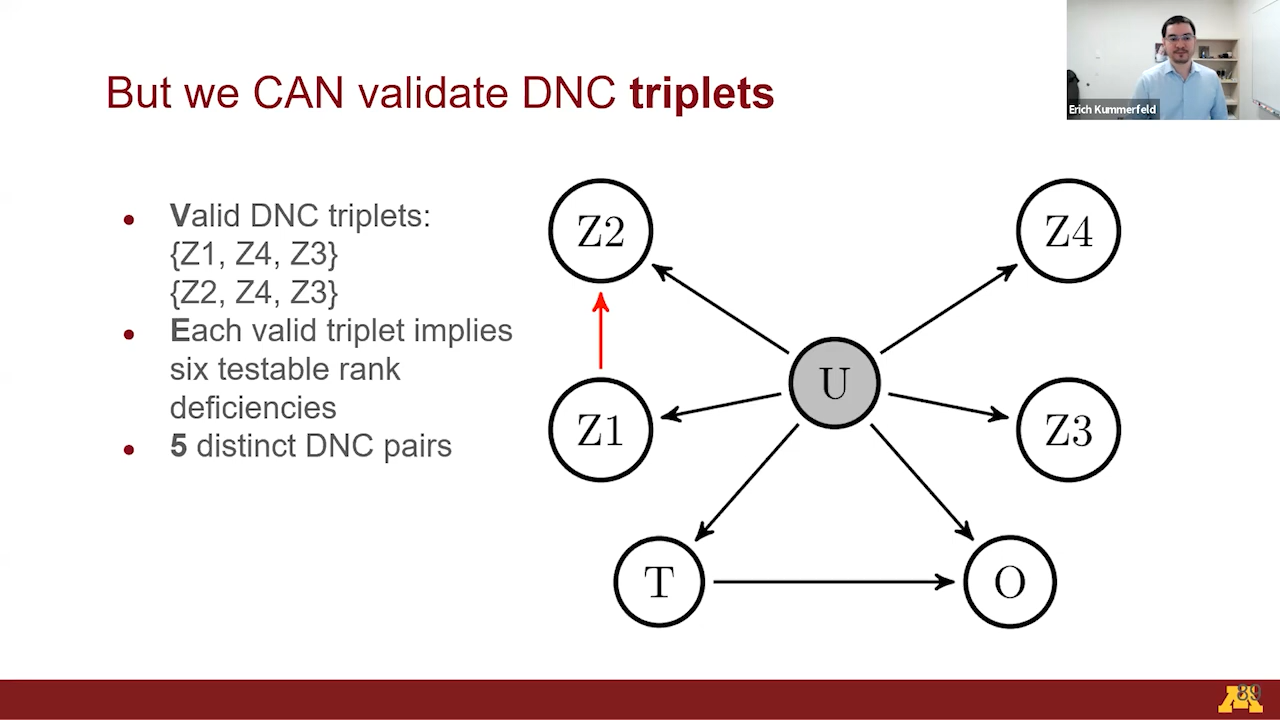 But we CAN validate DNC triplets
Erich Kummerfeld
Valid DNC triplets:
{Z1, Z4, Z3}
{Z2, Z4, Z3}
Each valid triplet implies
six testable rank
deficiencies
5 distinct DNC pairs
Z2
Z4
U
Z1
Z3
T
O
39